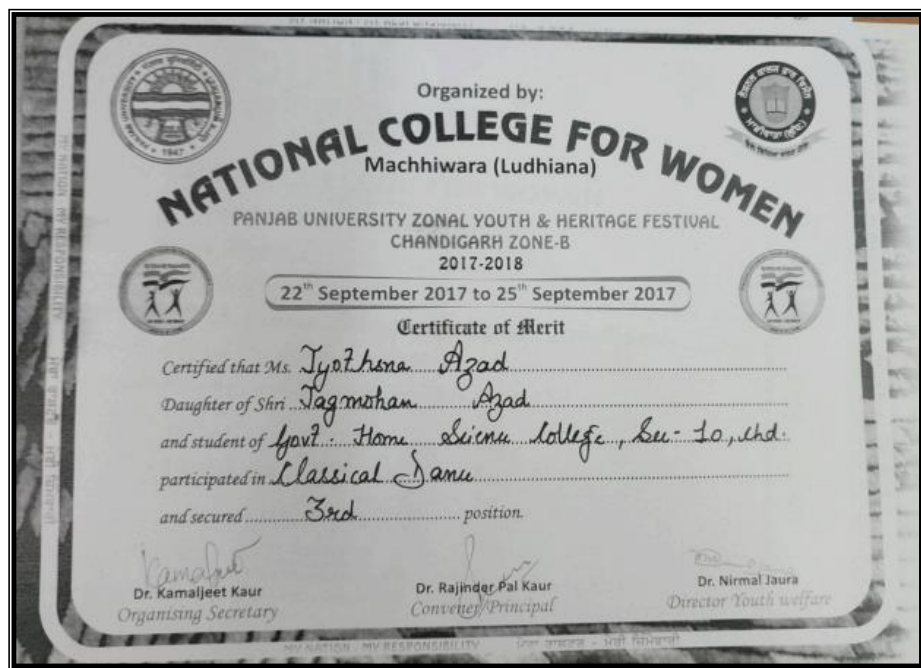 MY NATION : MY RESPONSIBILITY
Organized by:
NATIONAL COLLEGE FOR WOMEN
Machhiwara (Ludhiana)
PANJAB UNIVERSITY ZONAL YOUTH & HERITAGE FESTIVAL
CHANDIGARH ZONE-B
2017-2018
22th September 2017 to 25th September 2017
Certificate of Merit
Certified that Ms. Jyothsna Azad
Daughter of Shri Jagmohan Azad
and student of Govt. Home Science College, Sec-10, Chd.
participated in Classical Dance
and secured 3rd position.
Dr. Kamaljeet Kaur
Organising Secretary
Dr. Rajinder Pal Kaur
Convener/Principal
Dr. Nirmal Jaura
Director Youth welfare
MY NATION : MY RESPONSIBILITY